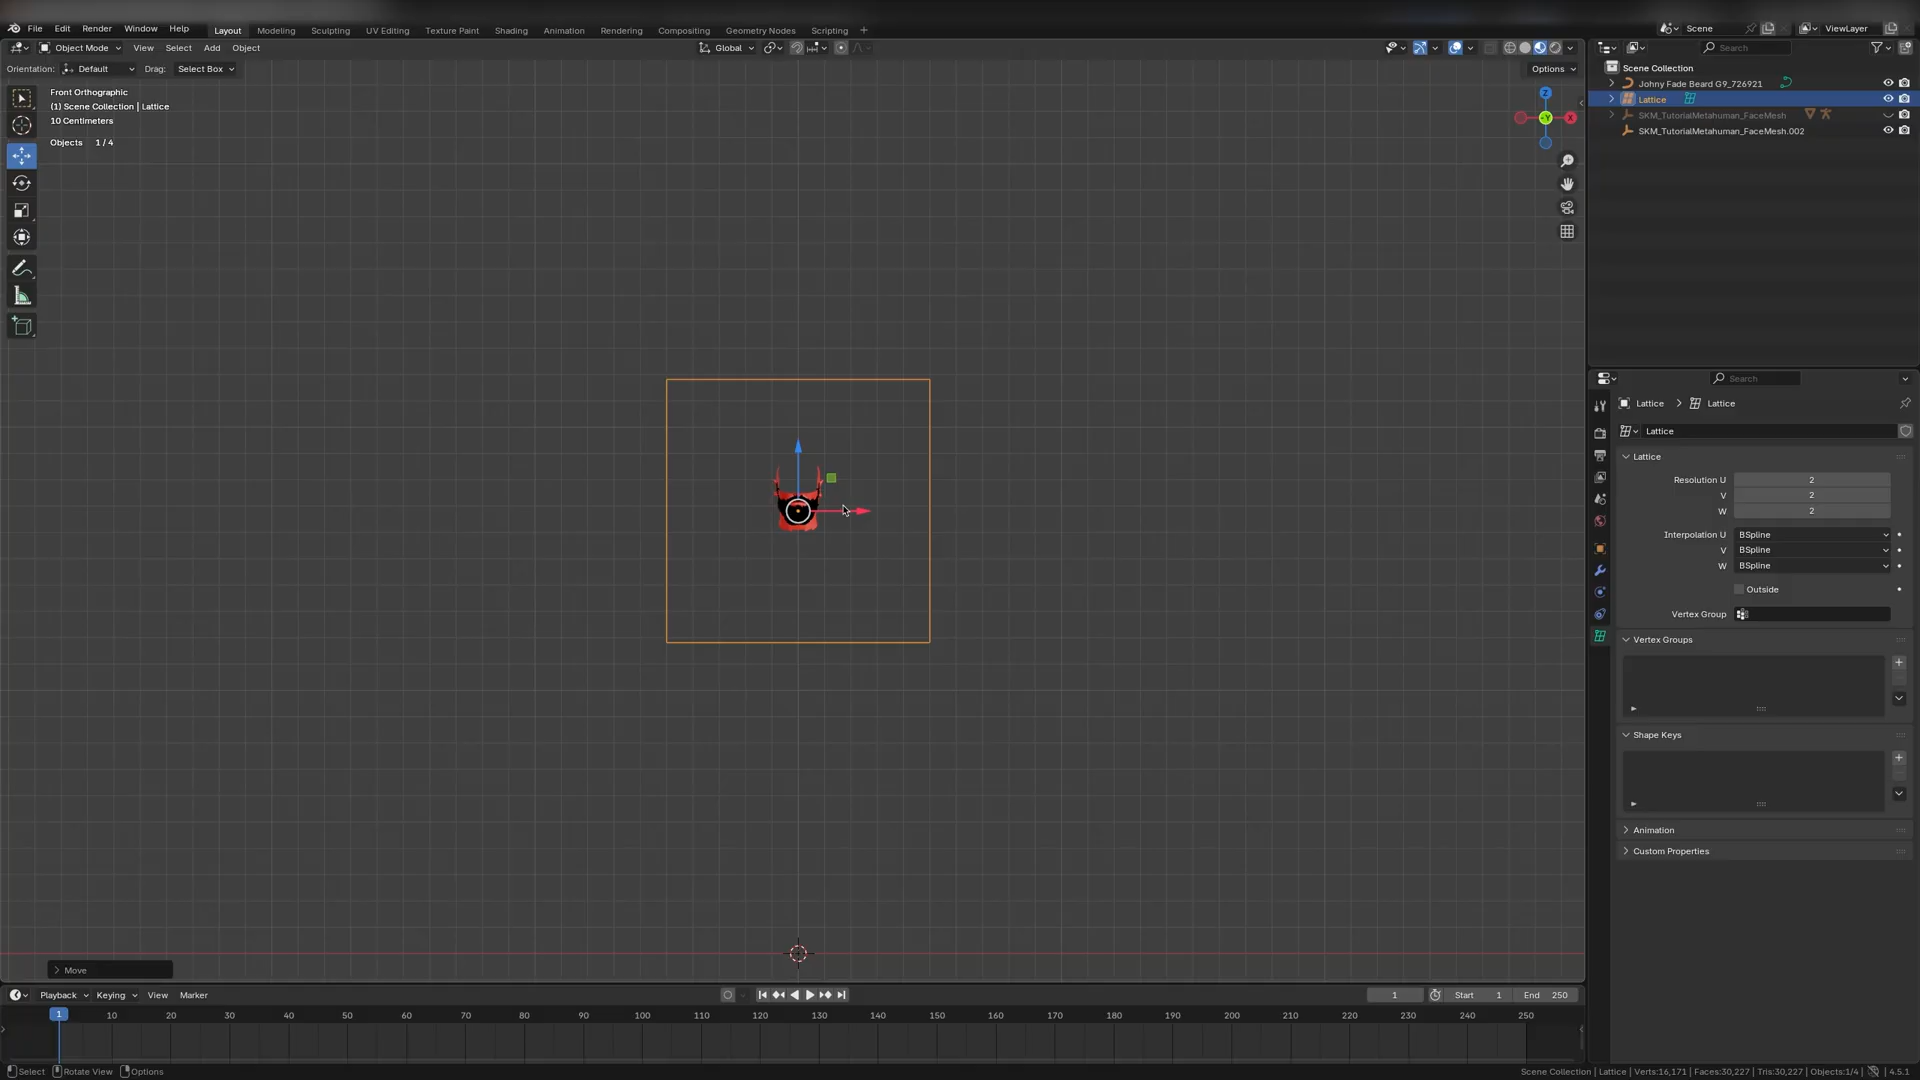 File Edit Render Window Help Layout Modeling Sculpting UV Editing Texture Paint Shading Animation Rendering Compositing Geometry Nodes Scripting + Scene ViewLayer
Object Mode View Select Add Object Global Search
Orientation: Default Drag: Select Box Options
Scene Collection
Johny Fade Beard G9_726921
Lattice
SKM_TutorialMetahuman_FaceMesh
SKM_TutorialMetahuman_FaceMesh.002
Front Orthographic
(1) Scene Collection | Lattice
10 Centimeters
Objects 1 / 4
Z
-Y
X
Search
Lattice > Lattice
Lattice
Lattice
Resolution U 2
V 2
W 2
Interpolation U BSpline
V BSpline
W BSpline
Outside
Vertex Group
Vertex Groups
Shape Keys
Animation
Custom Properties
Move
Playback Keying View Marker 1 Start 1 End 250
1 10 20 30 40 50 60 70 80 90 100 110 120 130 140 150 160 170 180 190 200 210 220 230 240 250
Select Rotate View Options Scene Collection | Lattice | Verts:16,171 | Faces:30,227 | Tris:30,227 | Objects:1/4 | 4.5.1